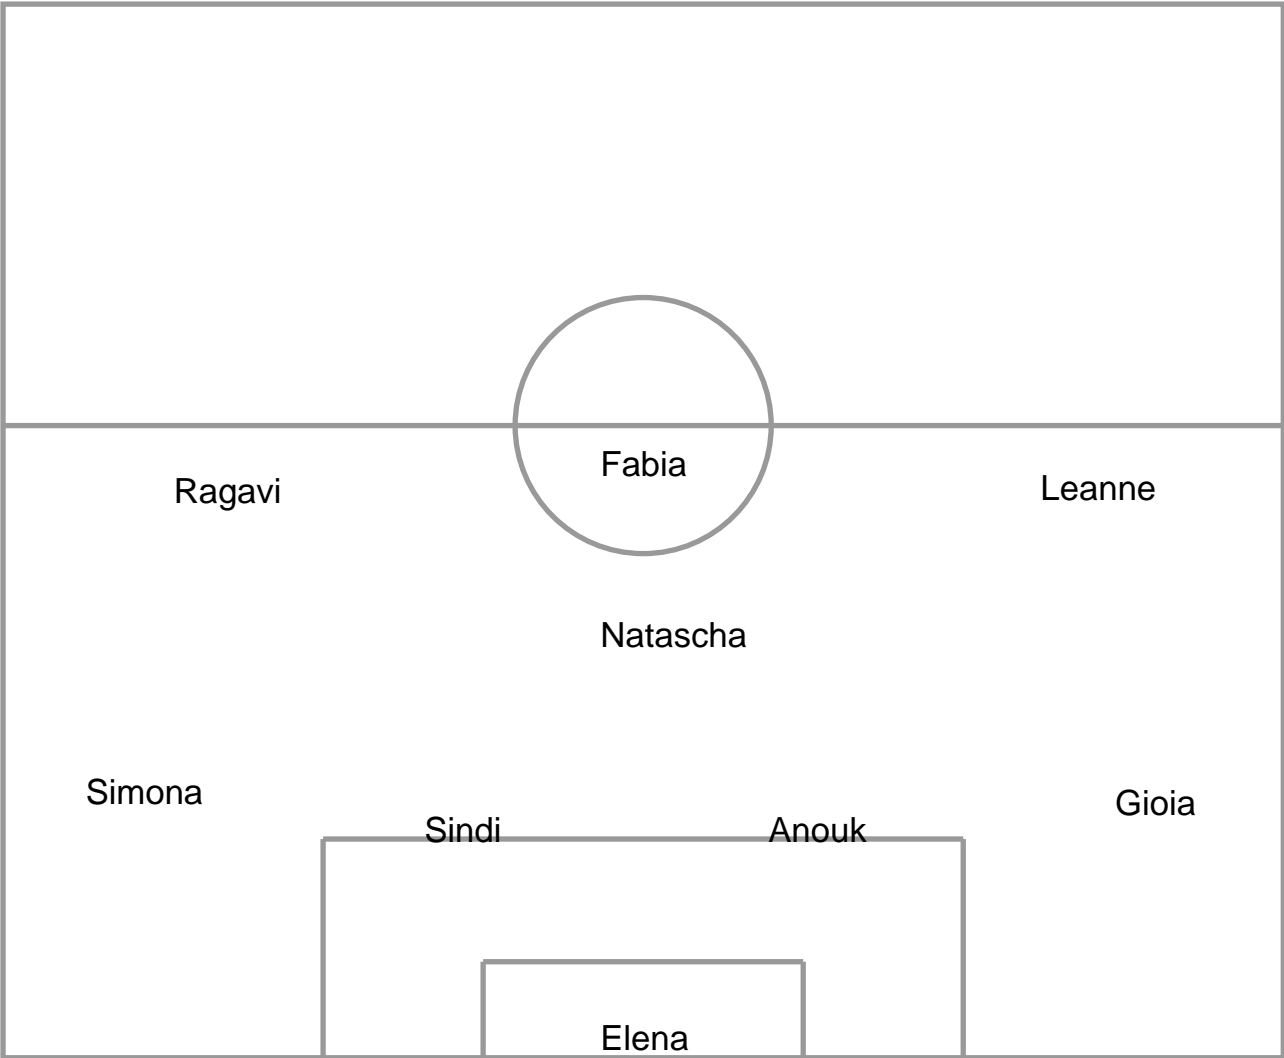 Fabia
Ragavi
Leanne
Natascha
Simona
Gioia
Sindi
Anouk
Elena